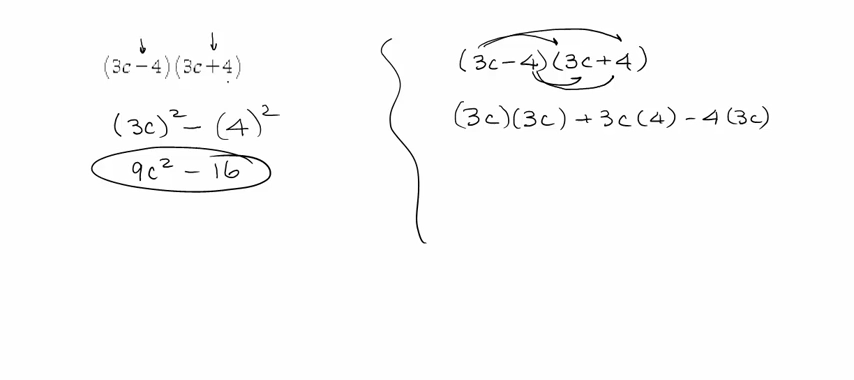 (3c-4)(3c+4)
(3c)² - (4)²
9c² - 16
(3c-4)(3c+4)
(3c)(3c) + 3c(4) - 4(3c)